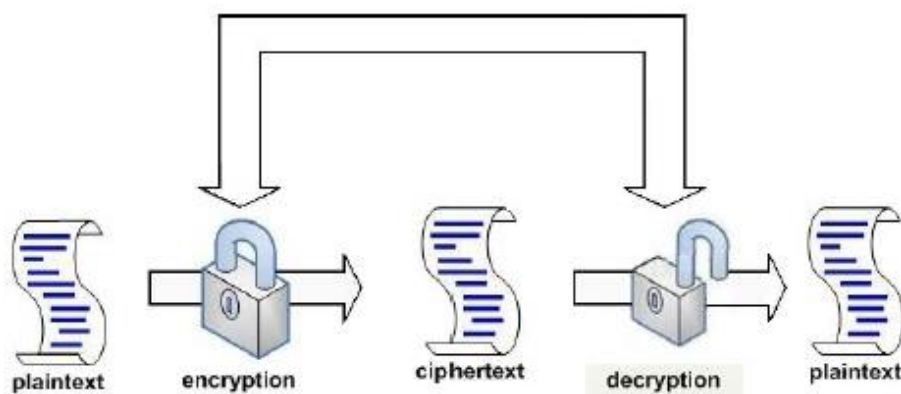 plaintext
encryption
ciphertext
decryption
plaintext